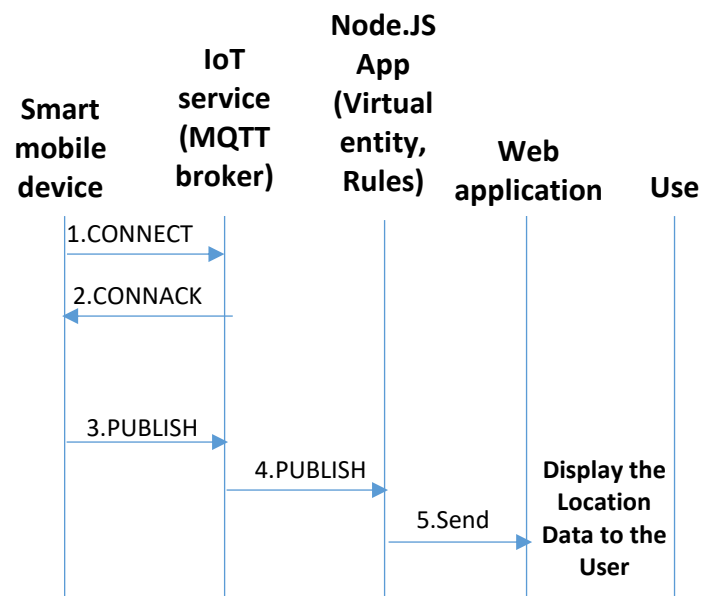 Smart
mobile
device
IoT
service
(MQTT
broker)
Node.JS
App
(Virtual
entity,
Rules)
Web
application
Use
1.CONNECT
2.CONNACK
3.PUBLISH
4.PUBLISH
5.Send
Display the
Location
Data to the
User